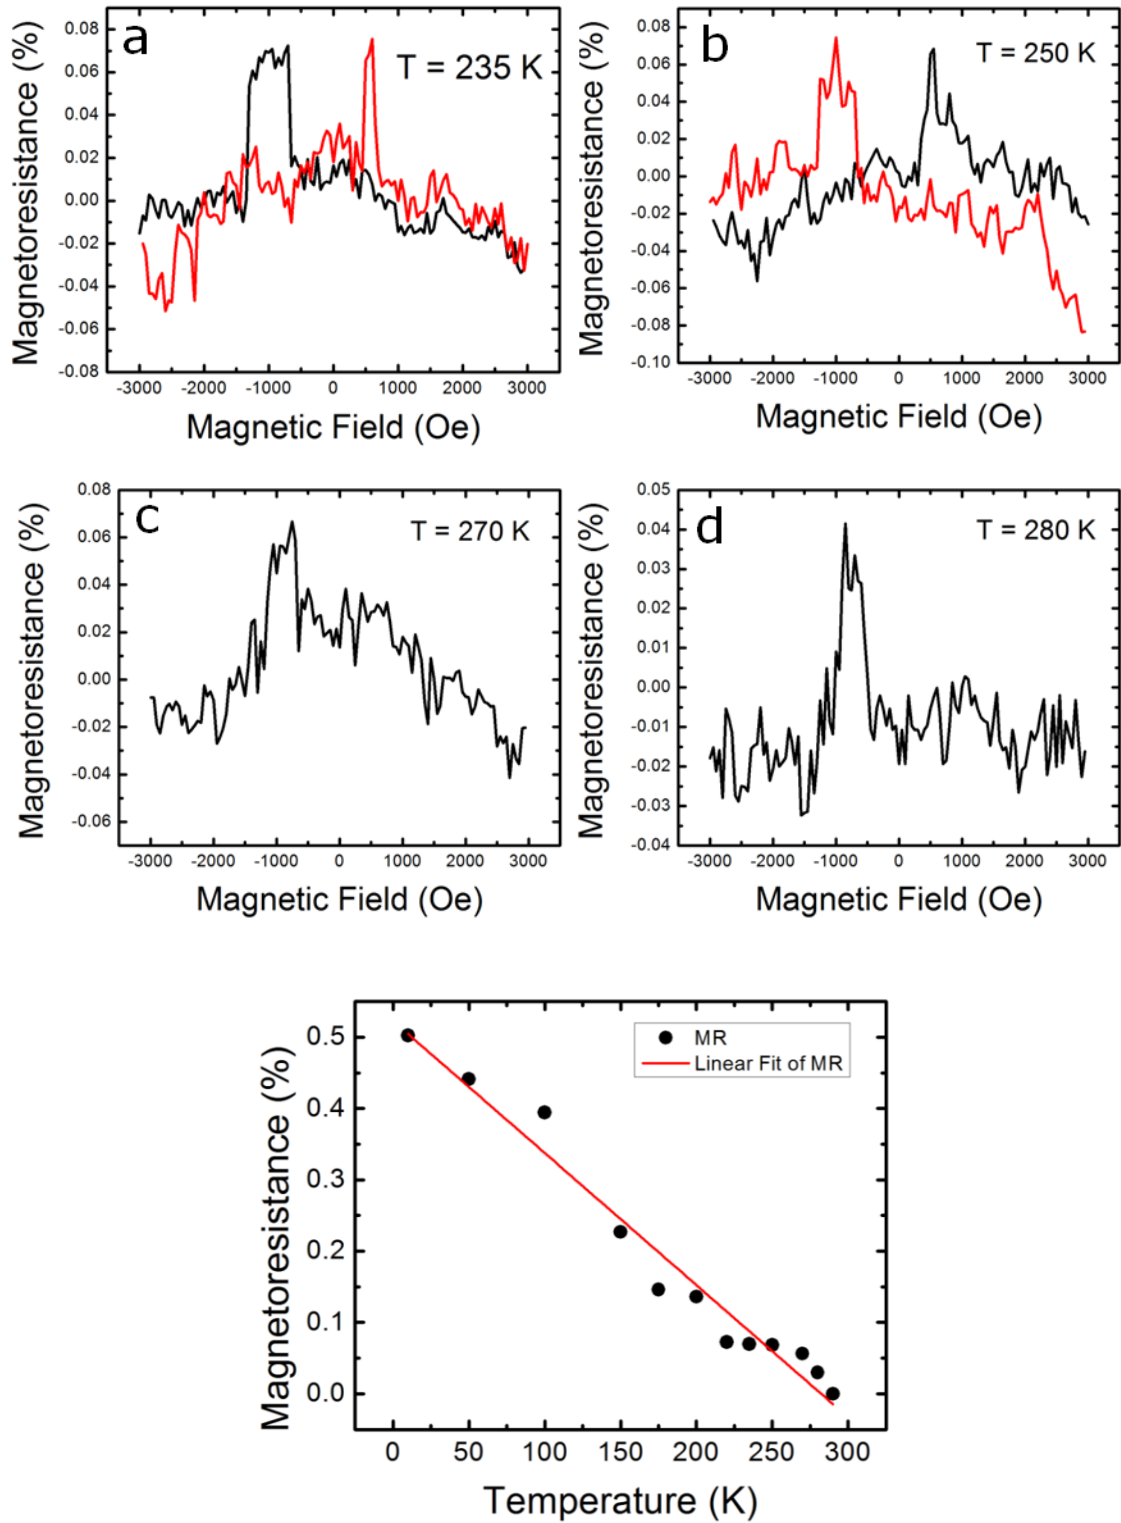 a
T = 235 K
Magnetoresistance (%)
0.08
0.06
0.04
0.02
0.00
-0.02
-0.04
-0.06
-0.08
-3000 -2000 -1000 0 1000 2000 3000
Magnetic Field (Oe)
b
T = 250 K
Magnetoresistance (%)
0.08
0.06
0.04
0.02
0.00
-0.02
-0.04
-0.06
-0.08
-0.10
-3000 -2000 -1000 0 1000 2000 3000
Magnetic Field (Oe)
c
T = 270 K
Magnetoresistance (%)
0.08
0.06
0.04
0.02
0.00
-0.02
-0.04
-0.06
-3000 -2000 -1000 0 1000 2000 3000
Magnetic Field (Oe)
d
T = 280 K
Magnetoresistance (%)
0.05
0.04
0.03
0.02
0.01
0.00
-0.01
-0.02
-0.03
-0.04
-3000 -2000 -1000 0 1000 2000 3000
Magnetic Field (Oe)
MR
Linear Fit of MR
Magnetoresistance (%)
0.5
0.4
0.3
0.2
0.1
0.0
0 50 100 150 200 250 300
Temperature (K)